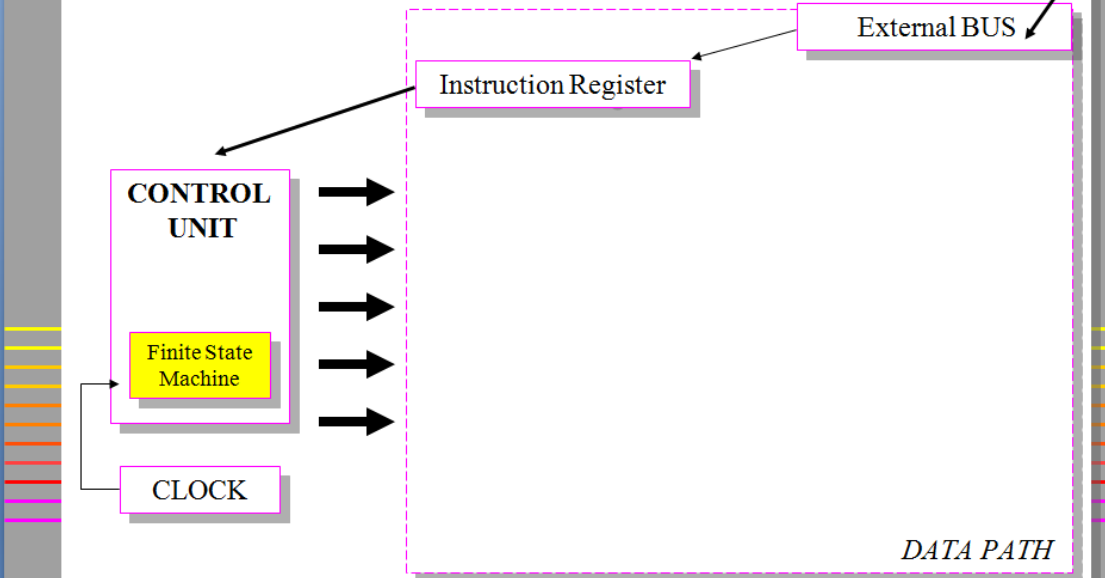 External BUS
Instruction Register
CONTROL
UNIT
Finite State
Machine
CLOCK
DATA PATH